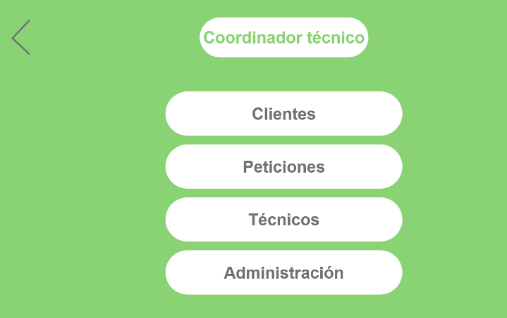 Coordinador técnico
Clientes
Peticiones
Técnicos
Administración